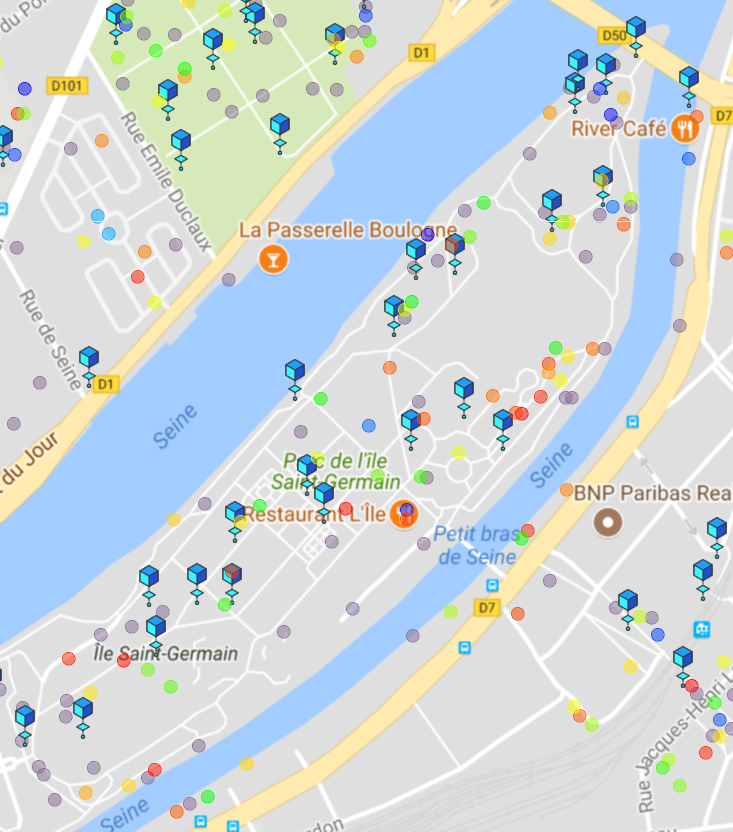 du Po
D1
D50
D101
D7
River Café
Rue Emile Duclaux
La Passerelle Boulogne
Rue de Seine
D1
Seine
du Jour
Parc de l'île
Saint-Germain
Seine
BNP Paribas Rea
Restaurant L'Île
Petit bras
de Seine
D7
Île Saint-Germain
Rue Jacques-Henri L
Seine
rdon